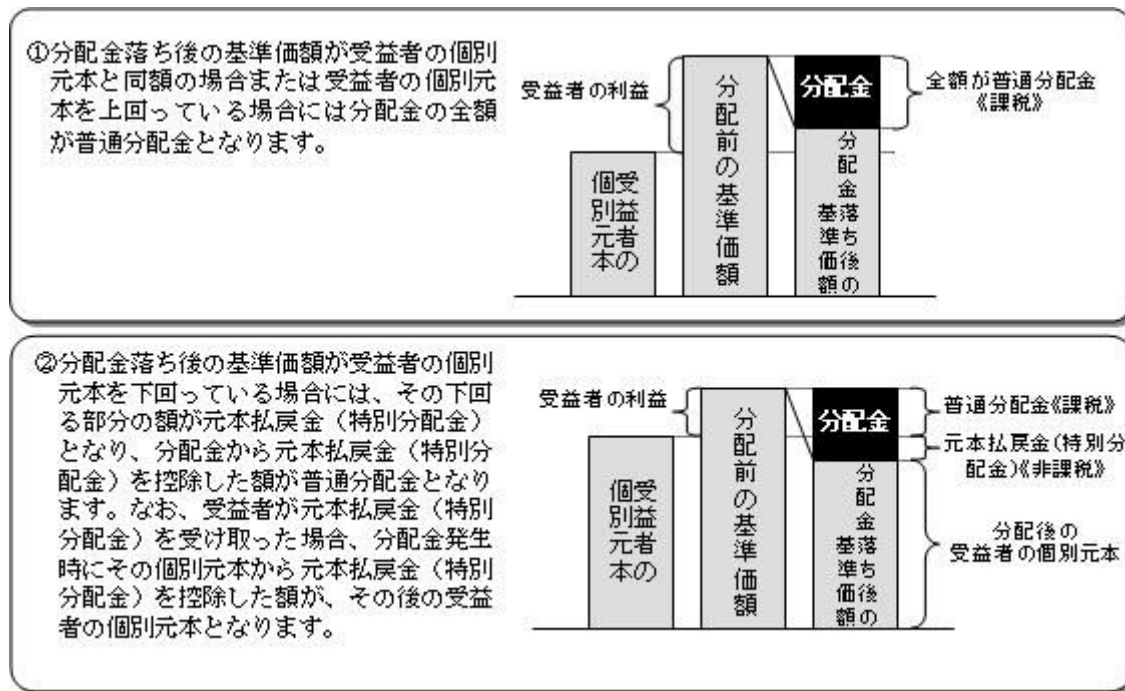 ①分配金落ち後の基準価額が受益者の個別
元本と同額の場合または受益者の個別元
本を上回っている場合には分配金の全額
が普通分配金となります。
受益者の利益
受益者の
個別元本
分配前の基準価額
分配金
分配金落ち後の
基準価額
全額が普通分配金
《課税》
②分配金落ち後の基準価額が受益者の個別
元本を下回っている場合には、その下回
る部分の額が元本払戻金（特別分配金）
となり、分配金から元本払戻金（特別分
配金）を控除した額が普通分配金となり
ます。なお、受益者が元本払戻金（特別
分配金）を受け取った場合、分配金発生
時にその個別元本から元本払戻金（特別
分配金）を控除した額が、その後の受益
者の個別元本となります。
受益者の利益
受益者の
個別元本
分配前の基準価額
分配金
分配金落ち後の
基準価額
普通分配金《課税》
元本払戻金(特別分
配金)《非課税》
分配後の
受益者の個別元本